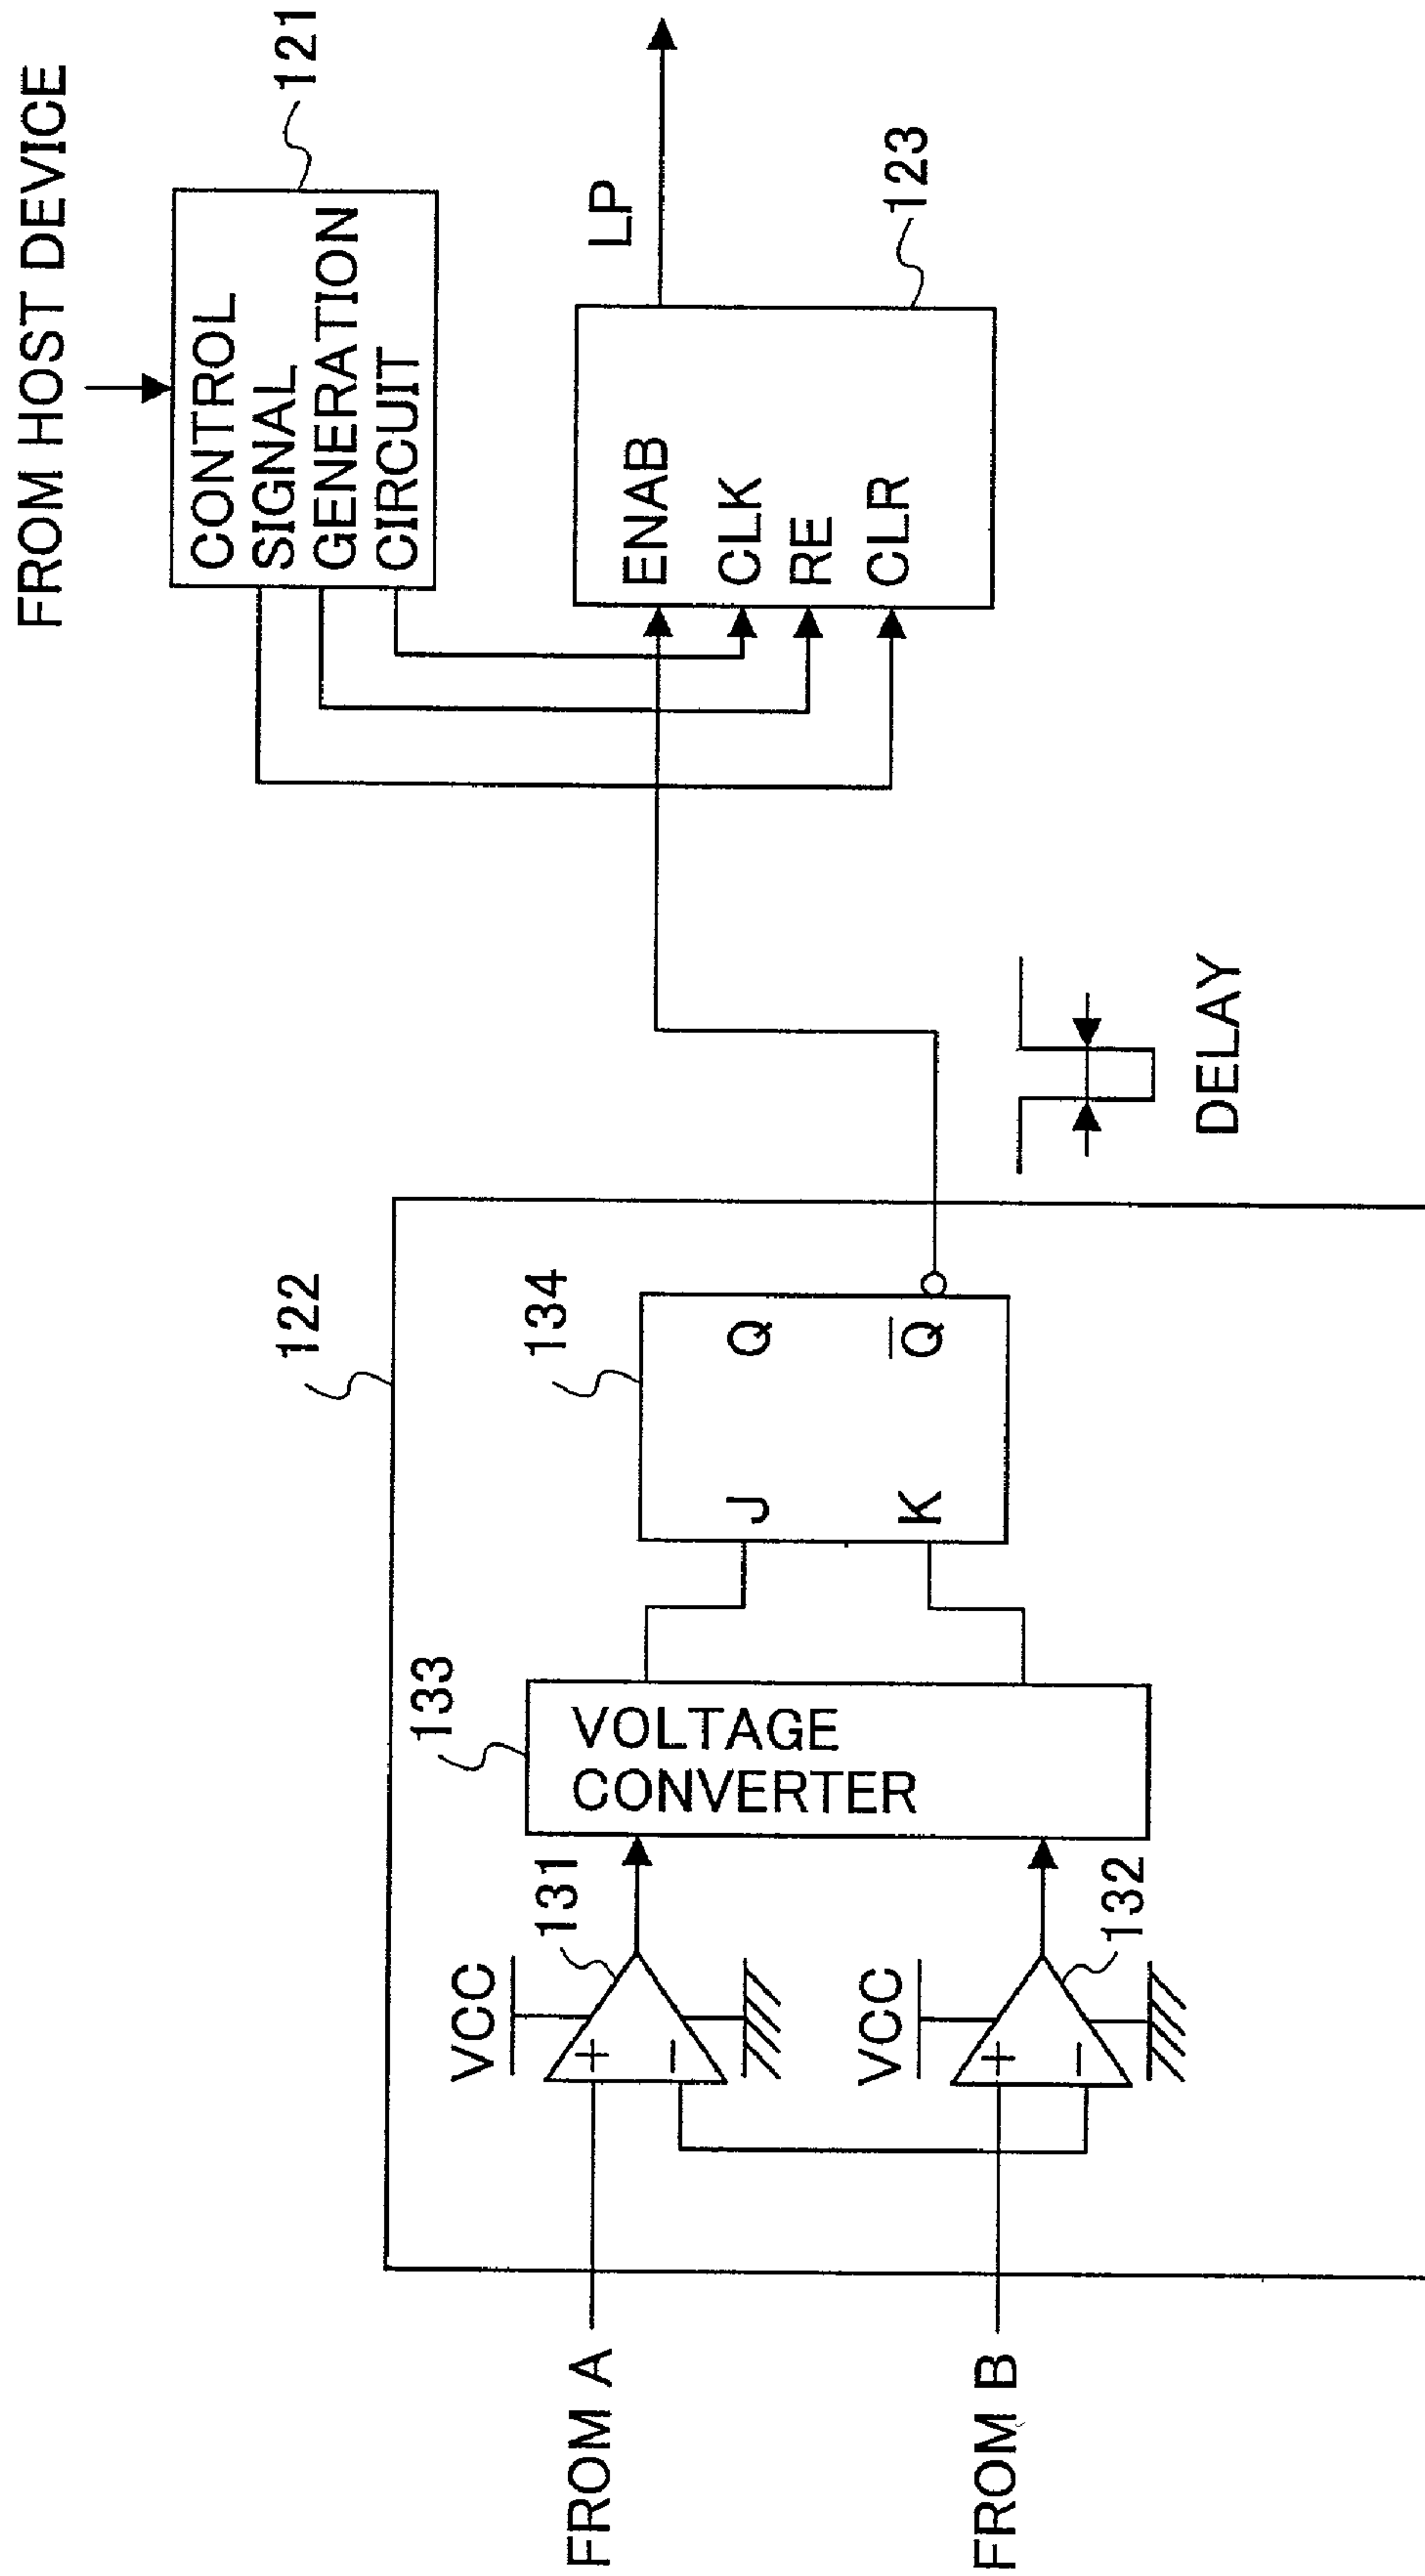 FROM HOST DEVICE
121
CONTROL
SIGNAL
GENERATION
CIRCUIT
LP
123
ENAB
CLK
RE
CLR
DELAY
122
134
J
Q
K
Q̅
133
VOLTAGE
CONVERTER
VCC
131
+
−
VCC
132
+
−
FROM A
FROM B